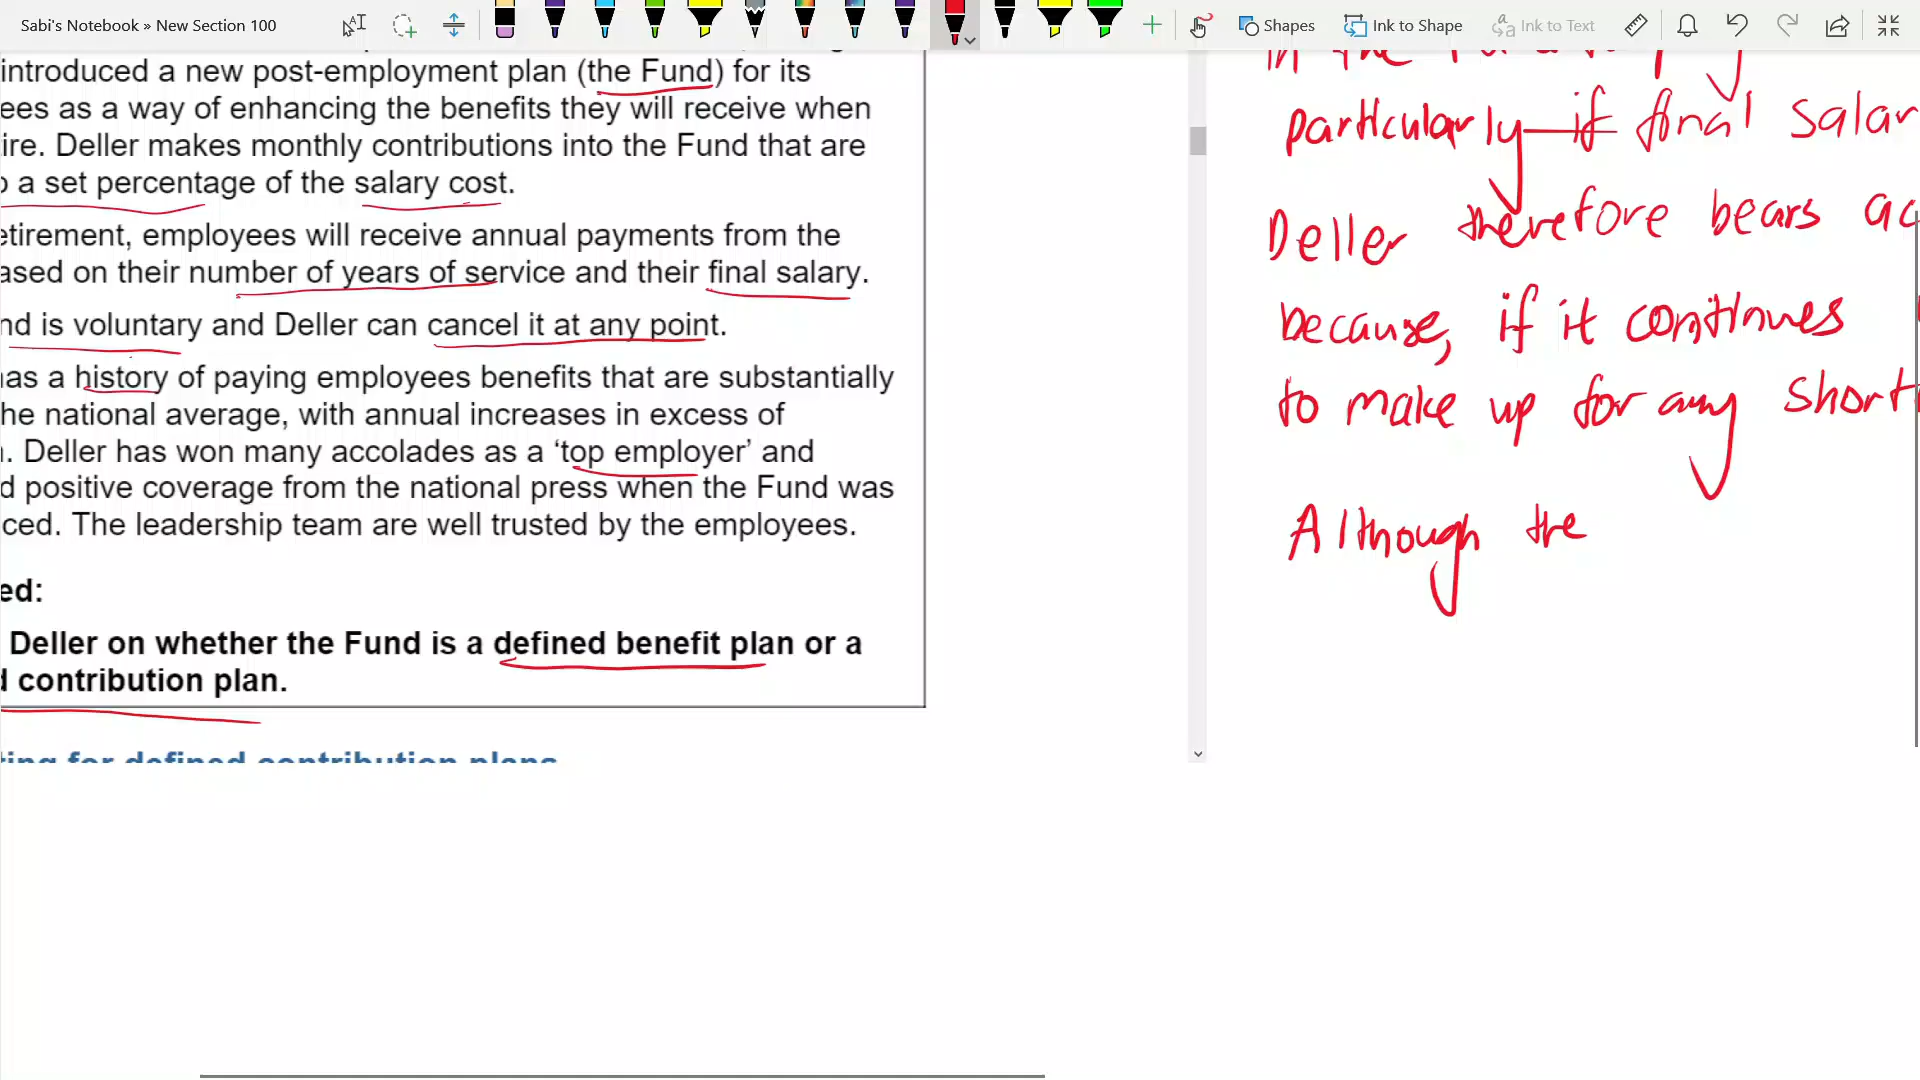 Sabi's Notebook » New Section 100
Shapes
Ink to Shape
Ink to Text
introduced a new post-employment plan (the Fund) for its
ees as a way of enhancing the benefits they will receive when
ire. Deller makes monthly contributions into the Fund that are
o a set percentage of the salary cost.
etirement, employees will receive annual payments from the
ased on their number of years of service and their final salary.
nd is voluntary and Deller can cancel it at any point.
as a history of paying employees benefits that are substantially
he national average, with annual increases in excess of
. Deller has won many accolades as a ‘top employer’ and
d positive coverage from the national press when the Fund was
ced. The leadership team are well trusted by the employees.
ed:
Deller on whether the Fund is a defined benefit plan or a
d contribution plan.
ting for defined contribution plans
in the
particularly if final salar
Deller therefore bears ac
because, if it continues
to make up for any short
Although the